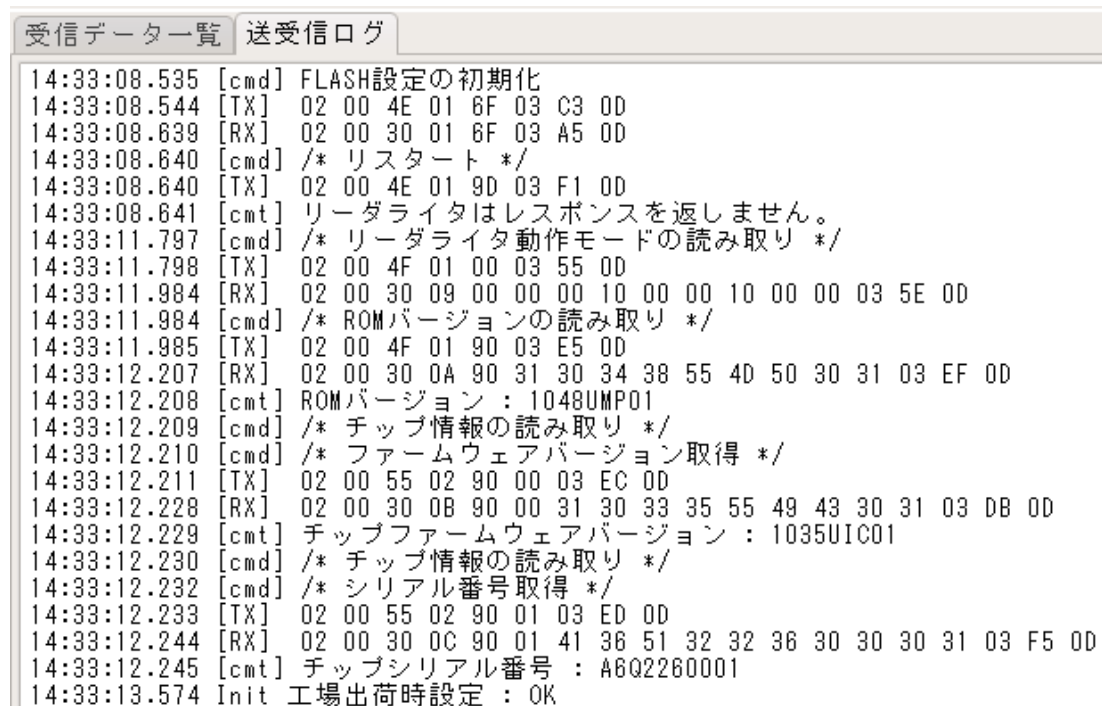 受信データ一覧 送受信ログ
14:33:08.535 [cmd] FLASH設定の初期化
14:33:08.544 [TX] 02 00 4E 01 6F 03 C3 0D
14:33:08.639 [RX] 02 00 30 01 6F 03 A5 0D
14:33:08.640 [cmd] /* リスタート */
14:33:08.640 [TX] 02 00 4E 01 9D 03 F1 0D
14:33:08.641 [cmt] リーダライタはレスポンスを返しません。
14:33:11.797 [cmd] /* リーダライタ動作モードの読み取り */
14:33:11.798 [TX] 02 00 4F 01 00 03 55 0D
14:33:11.984 [RX] 02 00 30 09 00 00 00 10 00 00 10 00 00 03 5E 0D
14:33:11.984 [cmd] /* ROMバージョンの読み取り */
14:33:11.985 [TX] 02 00 4F 01 90 03 E5 0D
14:33:12.207 [RX] 02 00 30 0A 90 31 30 34 38 55 4D 50 30 31 03 EF 0D
14:33:12.208 [cmt] ROMバージョン : 1048UMP01
14:33:12.209 [cmd] /* チップ情報の読み取り */
14:33:12.210 [cmd] /* ファームウェアバージョン取得 */
14:33:12.211 [TX] 02 00 55 02 90 00 03 EC 0D
14:33:12.228 [RX] 02 00 30 0B 90 00 31 30 33 35 55 49 43 30 31 03 DB 0D
14:33:12.229 [cmt] チップファームウェアバージョン : 1035UIC01
14:33:12.230 [cmd] /* チップ情報の読み取り */
14:33:12.232 [cmd] /* シリアル番号取得 */
14:33:12.233 [TX] 02 00 55 02 90 01 03 ED 0D
14:33:12.244 [RX] 02 00 30 0C 90 01 41 36 51 32 32 36 30 30 30 31 03 F5 0D
14:33:12.245 [cmt] チップシリアル番号 : A6Q2260001
14:33:13.574 Init 工場出荷時設定 : OK